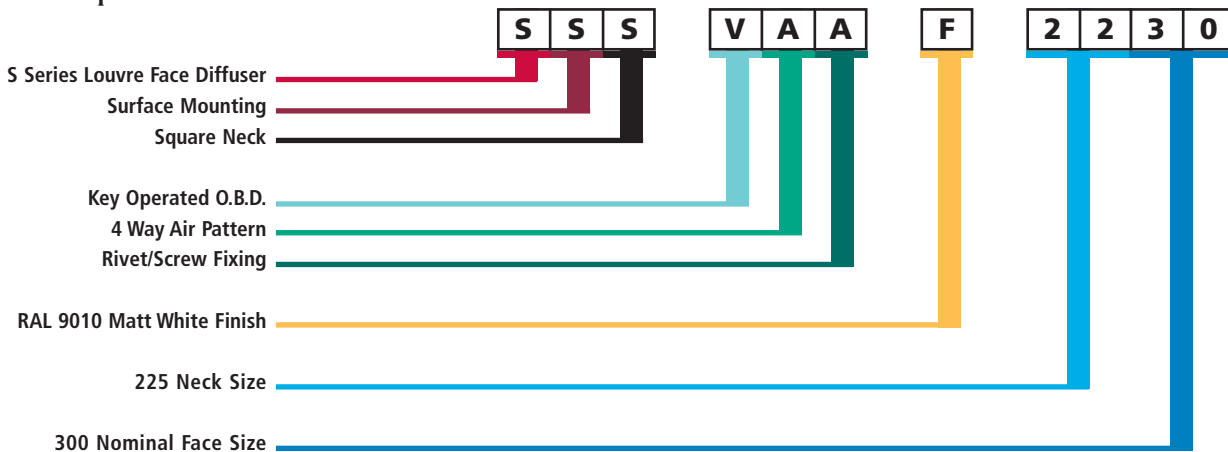 S S S V A A F 2 2 3 0
S Series Louvre Face Diffuser
Surface Mounting
Square Neck
Key Operated O.B.D.
4 Way Air Pattern
Rivet/Screw Fixing
RAL 9010 Matt White Finish
225 Neck Size
300 Nominal Face Size